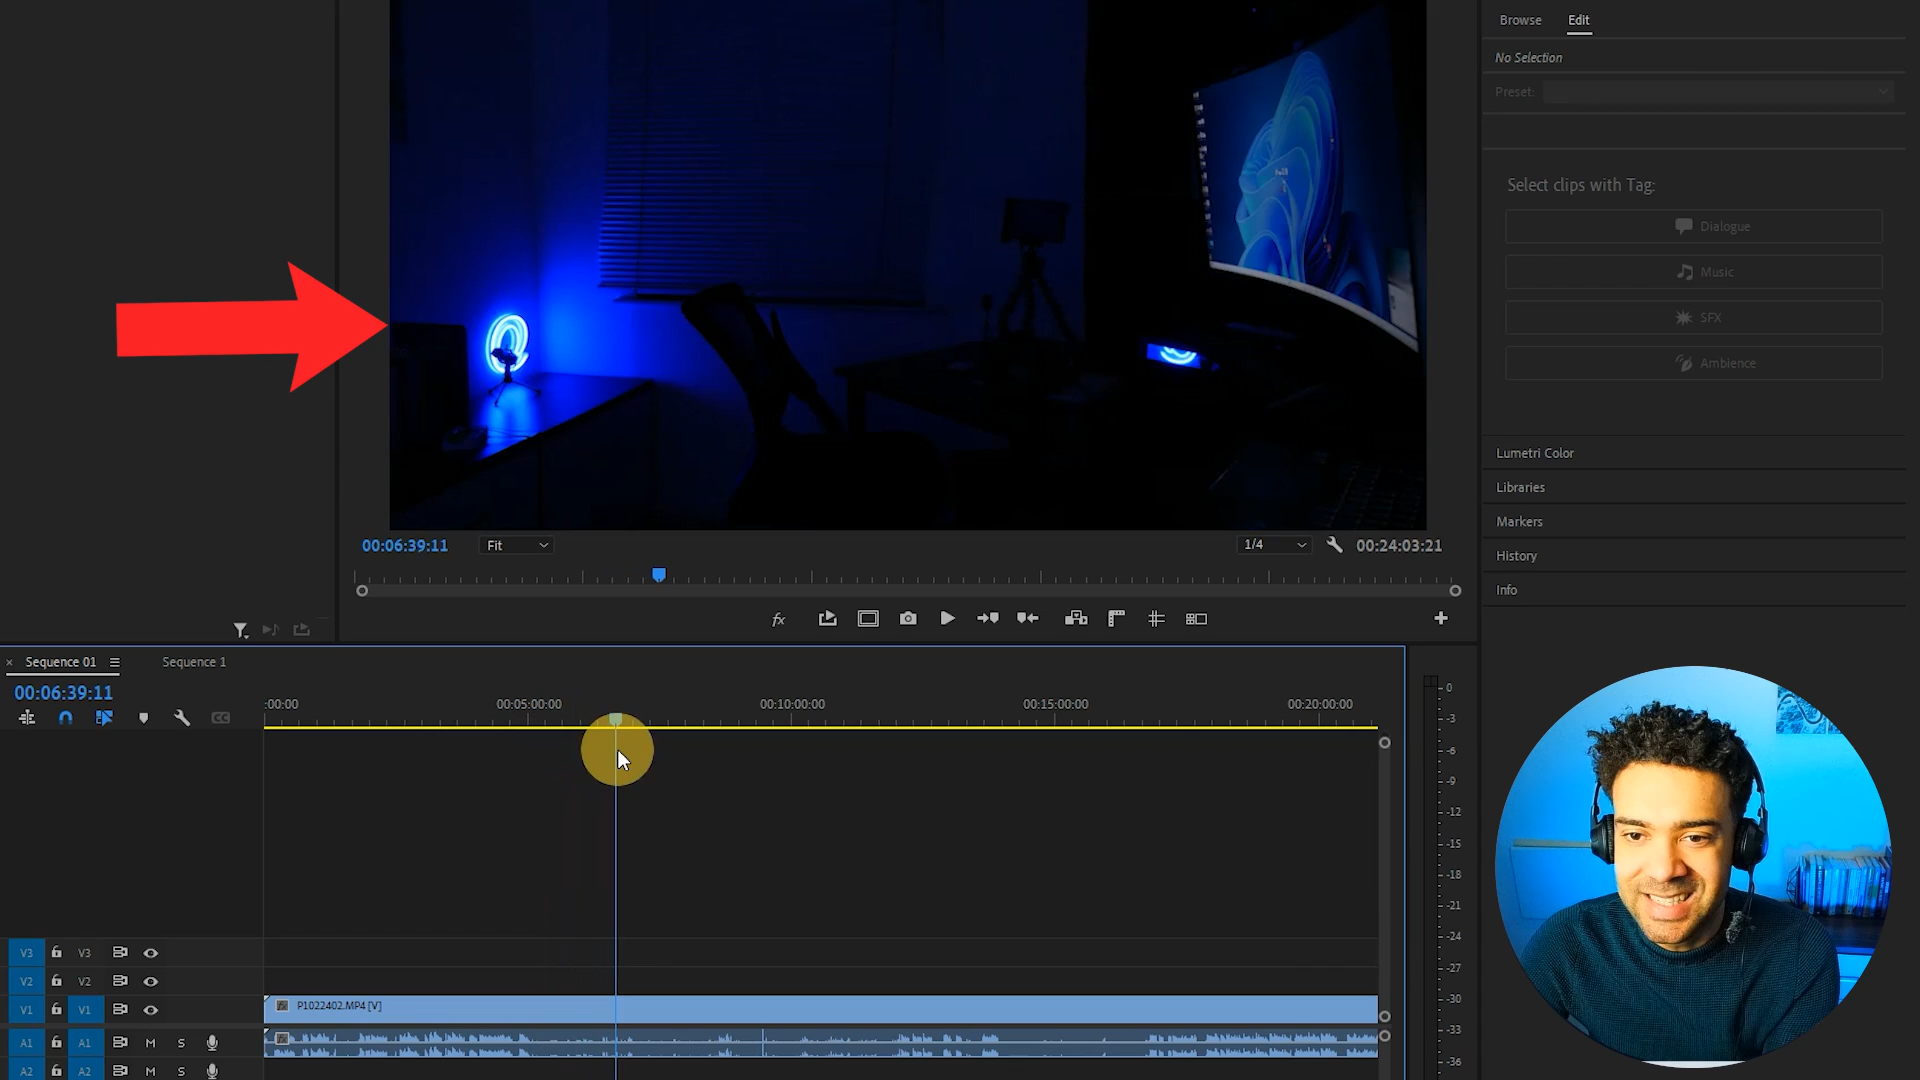 Browse Edit
No Selection
Preset:
Select clips with Tag:
Dialogue
Music
SFX
Ambience
Lumetri Color
Libraries
Markers
History
Info
00:06:39:11 Fit 1/4 00:24:03:21
fx
× Sequence 01 Sequence 1
00:06:39:11
:00:00 00:05:00:00 00:10:00:00 00:15:00:00 00:20:00:00
CC
0
-3
-6
-9
-12
-15
-18
-21
-24
-27
-30
-33
-36
V3 V3
V2 V2
V1 V1 fx P1022402.MP4 [V]
A1 A1 M S fx
A2 A2 M S